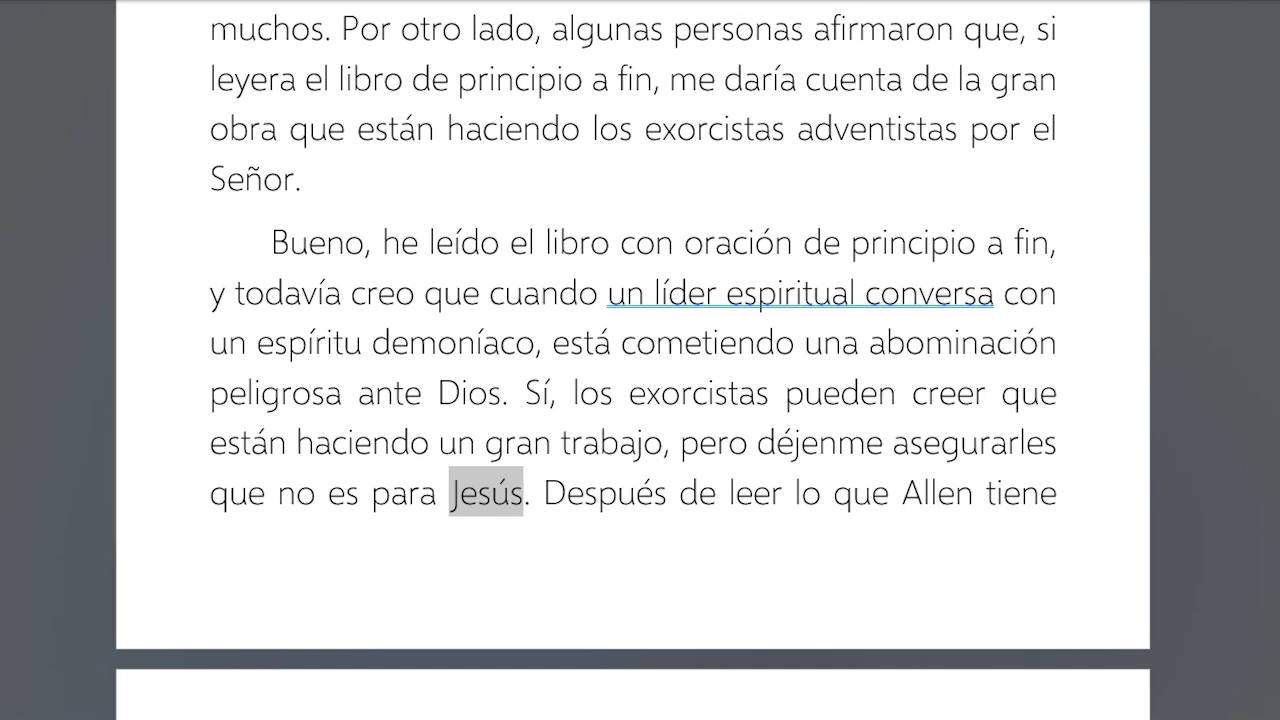 muchos. Por otro lado, algunas personas afirmaron que, si
leyera el libro de principio a fin, me daría cuenta de la gran
obra que están haciendo los exorcistas adventistas por el
Señor.
Bueno, he leído el libro con oración de principio a fin,
y todavía creo que cuando un líder espiritual conversa con
un espíritu demoníaco, está cometiendo una abominación
peligrosa ante Dios. Sí, los exorcistas pueden creer que
están haciendo un gran trabajo, pero déjenme asegurarles
que no es para Jesús. Después de leer lo que Allen tiene